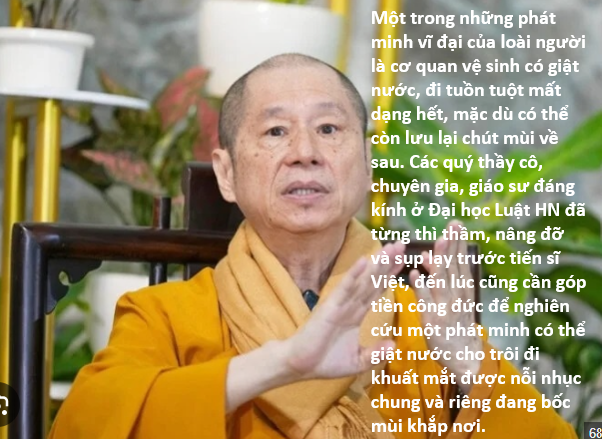 Một trong những phát
minh vĩ đại của loài người
là cơ quan vệ sinh có giật
nước, đi tuồn tuột mất
dạng hết, mặc dù có thể
còn lưu lại chút mùi về
sau. Các quý thầy cô,
chuyên gia, giáo sư đáng
kính ở Đại học Luật HN đã
từng thì thầm, nâng đỡ
và sụp lạy trước tiến sĩ
Việt, đến lúc cũng cần góp
tiền công đức để nghiên
cứu một phát minh có thể
giật nước cho trôi đi
khuất mắt được nỗi nhục
chung và riêng đang bốc
mùi khắp nơi.
68